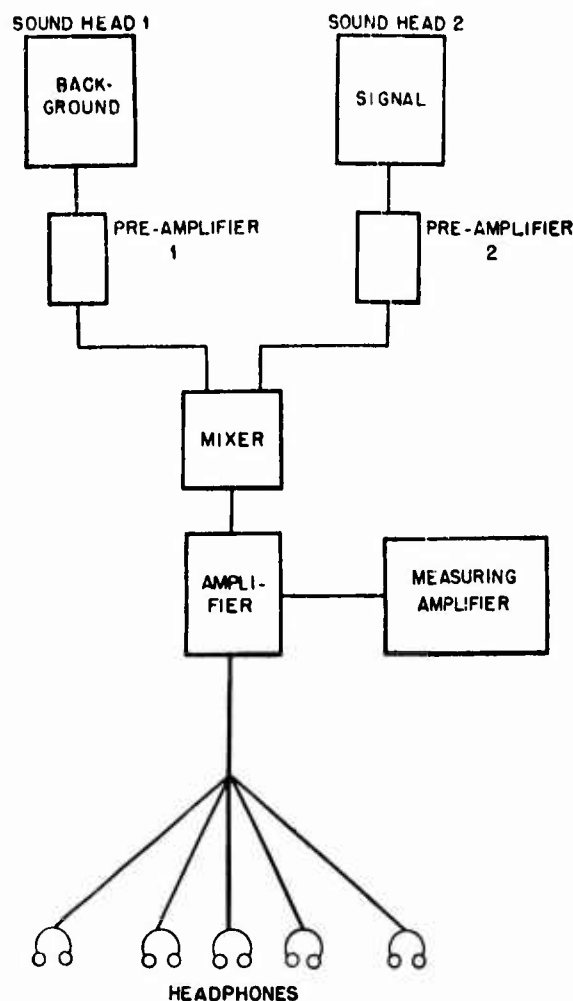 SOUND HEAD 1
SOUND HEAD 2
BACK-
GROUND
SIGNAL
PRE-AMPLIFIER
1
PRE-AMPLIFIER
2
MIXER
AMPLI-
FIER
MEASURING
AMPLIFIER
HEADPHONES